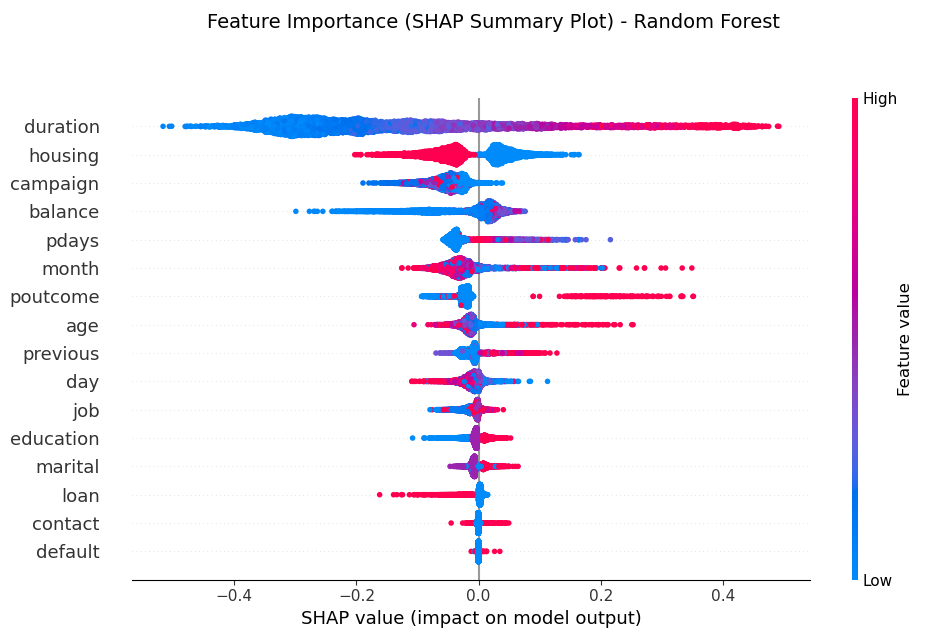 Feature Importance (SHAP Summary Plot) - Random Forest
High
duration
housing
campaign
balance
pdays
month
poutcome
age
previous
day
job
education
marital
loan
contact
default
Feature value
Low
−0.4 −0.2 0.0 0.2 0.4
SHAP value (impact on model output)